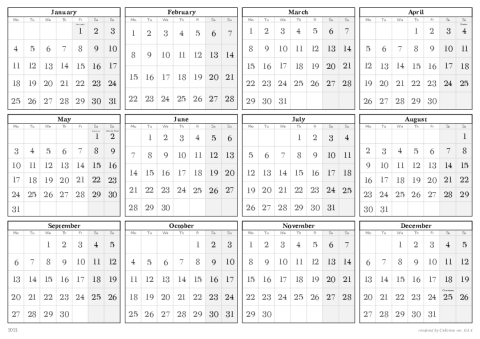 January
Mo Tu We Th Fr Sa Su
1 2 3
4 5 6 7 8 9 10
11 12 13 14 15 16 17
18 19 20 21 22 23 24
25 26 27 28 29 30 31
February
Mo Tu We Th Fr Sa Su
1 2 3 4 5 6 7
8 9 10 11 12 13 14
15 16 17 18 19 20 21
22 23 24 25 26 27 28
March
Mo Tu We Th Fr Sa Su
1 2 3 4 5 6 7
8 9 10 11 12 13 14
15 16 17 18 19 20 21
22 23 24 25 26 27 28
29 30 31
April
Mo Tu We Th Fr Sa Su
1 2 3 4
5 6 7 8 9 10 11
12 13 14 15 16 17 18
19 20 21 22 23 24 25
26 27 28 29 30
May
Mo Tu We Th Fr Sa Su
1 2
3 4 5 6 7 8 9
10 11 12 13 14 15 16
17 18 19 20 21 22 23
24 25 26 27 28 29 30
31
June
Mo Tu We Th Fr Sa Su
1 2 3 4 5 6
7 8 9 10 11 12 13
14 15 16 17 18 19 20
21 22 23 24 25 26 27
28 29 30
July
Mo Tu We Th Fr Sa Su
1 2 3 4
5 6 7 8 9 10 11
12 13 14 15 16 17 18
19 20 21 22 23 24 25
26 27 28 29 30 31
August
Mo Tu We Th Fr Sa Su
1
2 3 4 5 6 7 8
9 10 11 12 13 14 15
16 17 18 19 20 21 22
23 24 25 26 27 28 29
30 31
September
Mo Tu We Th Fr Sa Su
1 2 3 4 5
6 7 8 9 10 11 12
13 14 15 16 17 18 19
20 21 22 23 24 25 26
27 28 29 30
October
Mo Tu We Th Fr Sa Su
1 2 3
4 5 6 7 8 9 10
11 12 13 14 15 16 17
18 19 20 21 22 23 24
25 26 27 28 29 30 31
November
Mo Tu We Th Fr Sa Su
1 2 3 4 5 6 7
8 9 10 11 12 13 14
15 16 17 18 19 20 21
22 23 24 25 26 27 28
29 30
December
Mo Tu We Th Fr Sa Su
1 2 3 4 5
6 7 8 9 10 11 12
13 14 15 16 17 18 19
20 21 22 23 24 25 26
27 28 29 30 31
2021